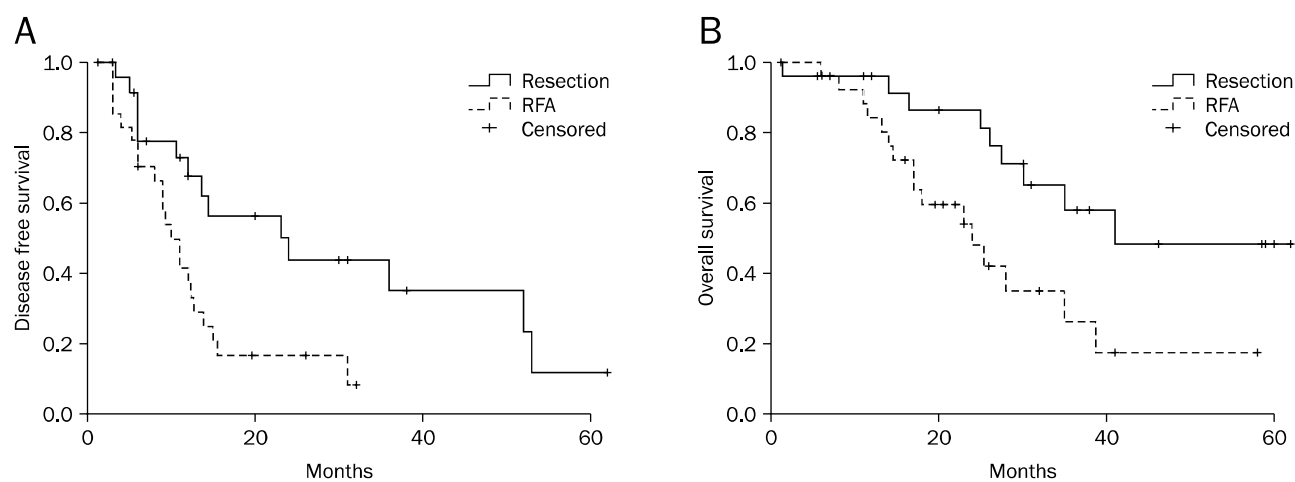 A
Disease free survival
1.0
0.8
0.6
0.4
0.2
0.0
0
20
40
60
Months
Resection
RFA
Censored
B
Overall survival
1.0
0.8
0.6
0.4
0.2
0.0
0
20
40
60
Months
Resection
RFA
Censored